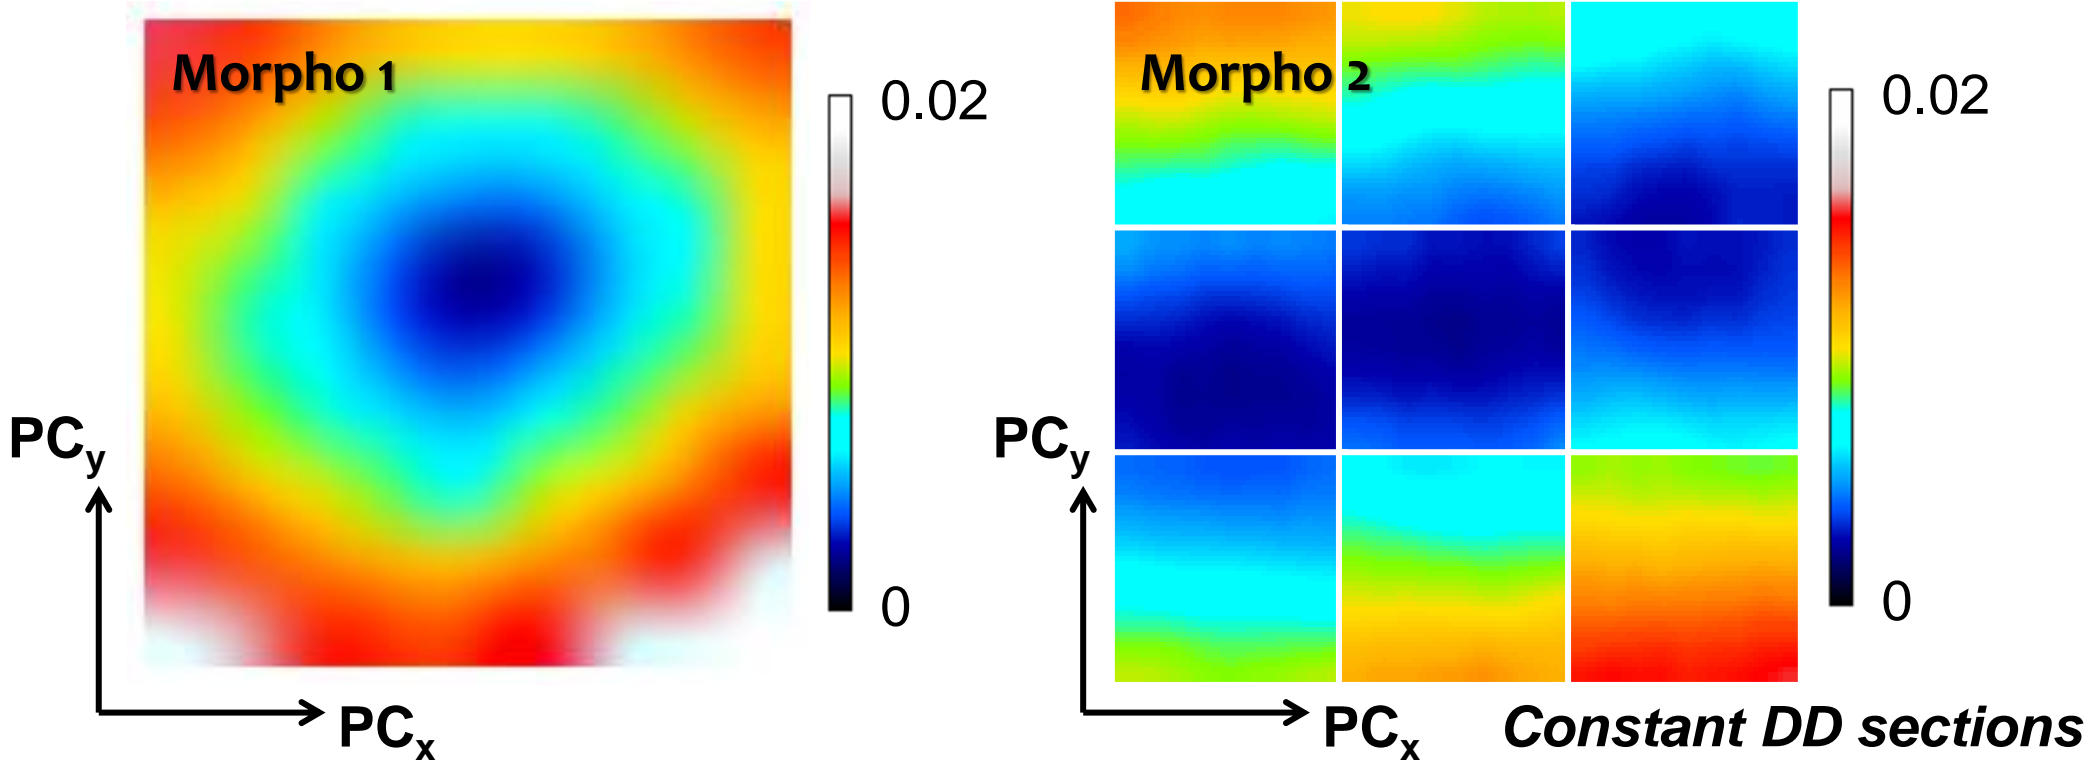 Morpho 1
0.02
0
PCy
PCx
Morpho 2
0.02
0
PCy
PCx
Constant DD sections